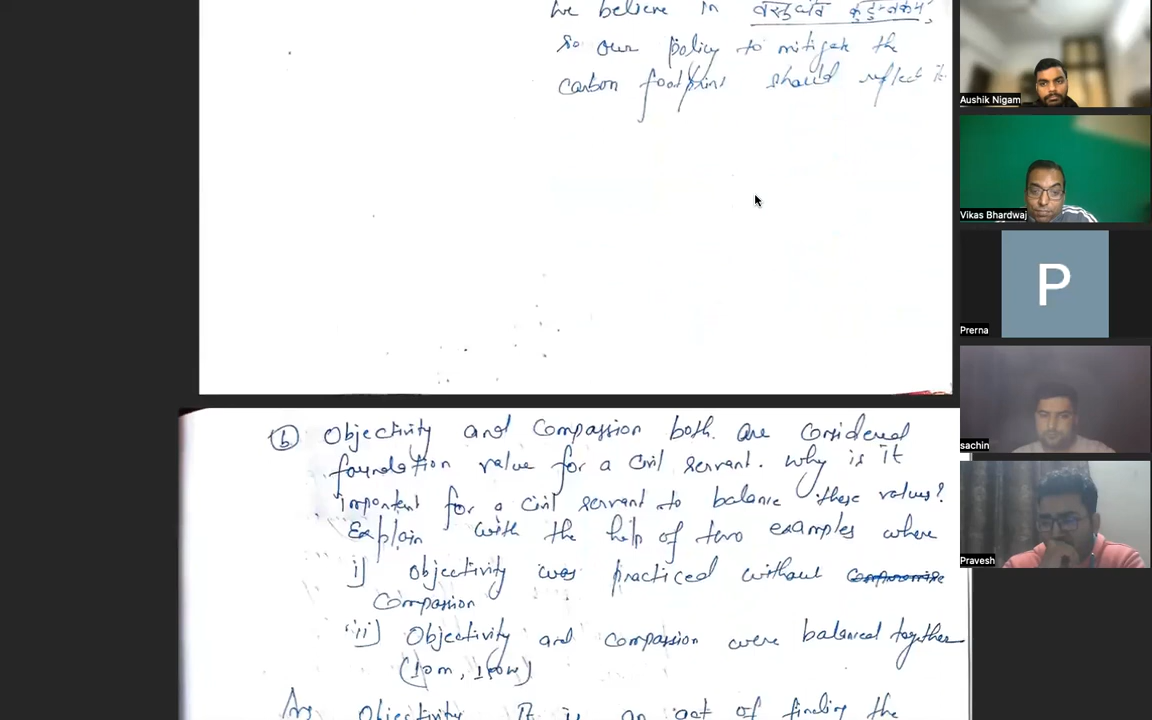 We believe in वसुधैव कुटुम्बकम,
so our policy to mitigate the
carbon footprint should reflect it.
(b) Objectivity and Compassion both are considered
foundation value for a Civil servant. Why is it
important for a civil servant to balance these values?
Explain with the help of two examples where
i) Objectivity was practiced without
Compassion
ii) Objectivity and compassion were balanced together
(10m, 150w)
Ans Objectivity It is an act of finding the
Aushik Nigam
Vikas Bhardwaj
P
Prerna
sachin
Pravesh